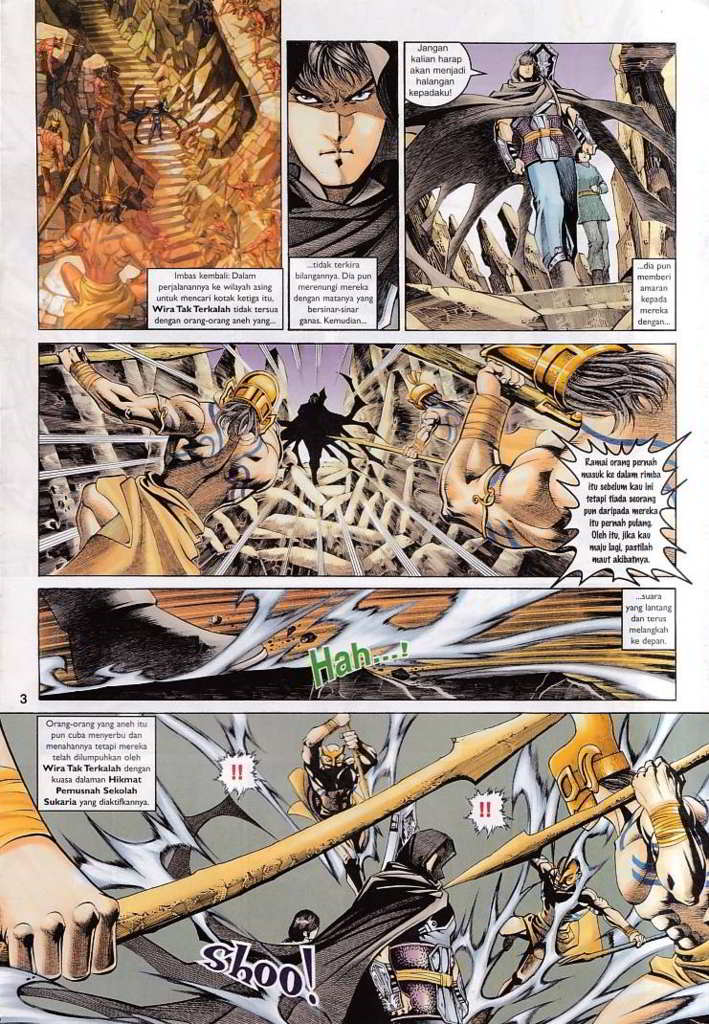 Imbas kembali: Dalam
perjalanannya ke wilayah asing
untuk mencari kotak ketiga itu,
Wira Tak Terkalah tidak tersua
dengan orang-orang aneh yang...
...tidak terkira
bilangannya. Dia pun
merenungi mereka
dengan matanya yang
bersinar-sinar
ganas. Kemudian...
Jangan
kalian harap
akan menjadi
halangan
kepadaku!
...dia pun
memberi
amaran
kepada
mereka
dengan...
Ramai orang pernah
masuk ke dalam rimba
itu sebelum kau ini
tetapi tiada seorang
pun daripada mereka
itu pernah pulang.
Oleh itu, jika kau
maju lagi, pastilah
maut akibatnya.
...suara
yang lantang
dan terus
melangkah
ke depan.
Hah...!
3
Orang-orang yang aneh itu
pun cuba menyerbu dan
menahannya tetapi mereka
telah dilumpuhkan oleh
Wira Tak Terkalah dengan
kuasa dalaman Hikmat
Pemusnah Sekolah
Sukaria yang diaktifkannya.
!!
!!
shoo!